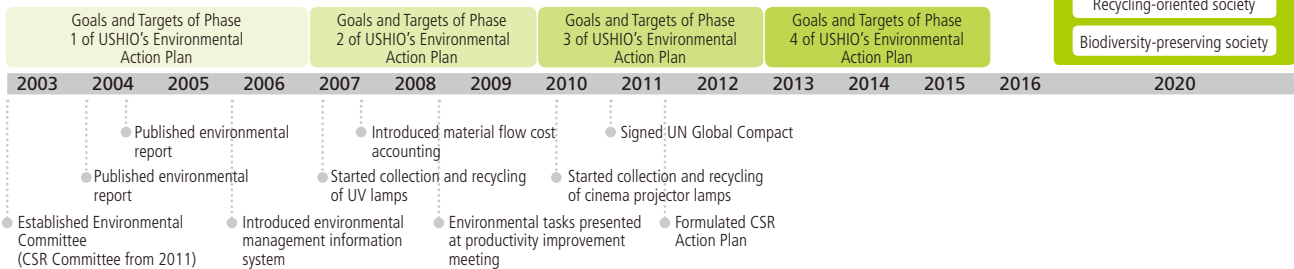 Recycling-oriented society
Biodiversity-preserving society
Goals and Targets of Phase
1 of USHIO's Environmental
Action Plan
Goals and Targets of Phase
2 of USHIO's Environmental
Action Plan
Goals and Targets of Phase
3 of USHIO's Environmental
Action Plan
Goals and Targets of Phase
4 of USHIO's Environmental
Action Plan
2003 2004 2005 2006 2007 2008 2009 2010 2011 2012 2013 2014 2015 2016 2020
Published environmental
report
Introduced material flow cost
accounting
Signed UN Global Compact
Published environmental
report
Started collection and recycling
of UV lamps
Started collection and recycling
of cinema projector lamps
Established Environmental
Committee
(CSR Committee from 2011)
Introduced environmental
management information
system
Environmental tasks presented
at productivity improvement
meeting
Formulated CSR
Action Plan